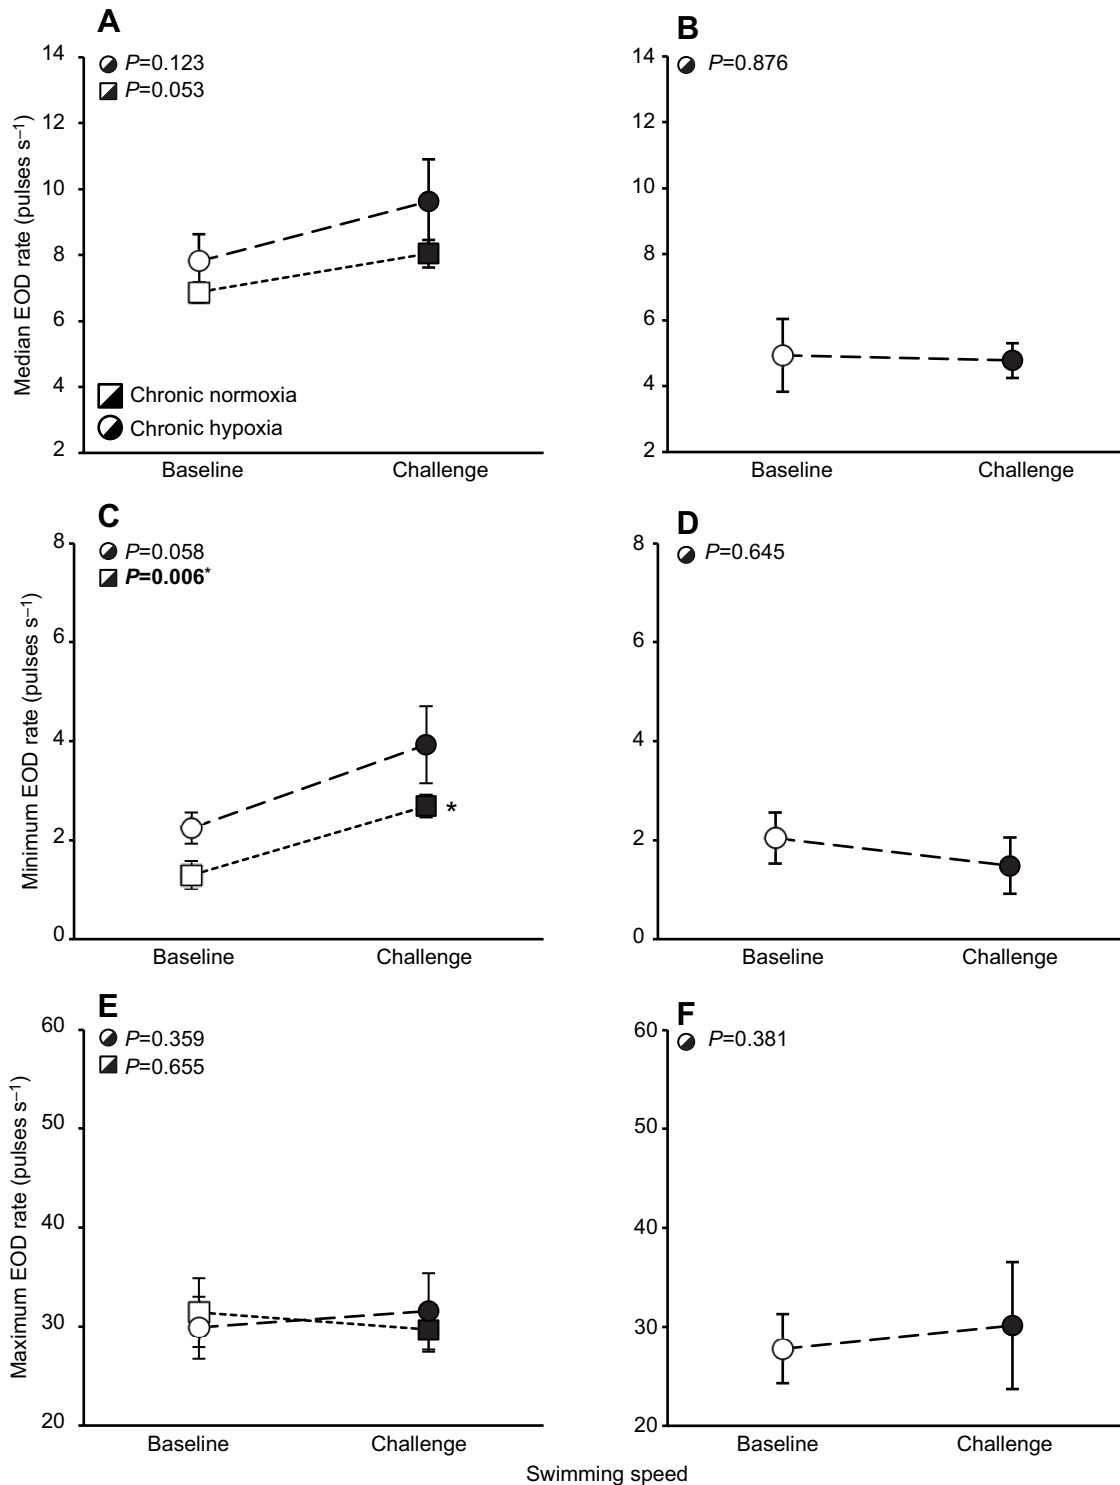 A
P=0.123
P=0.053
14
12
10
8
6
4
2
Median EOD rate (pulses s⁻¹)
Chronic normoxia
Chronic hypoxia
Baseline Challenge
B
P=0.876
14
12
10
8
6
4
2
Baseline Challenge
C
P=0.058
P=0.006*
8
6
4
2
0
Minimum EOD rate (pulses s⁻¹)
*
Baseline Challenge
D
P=0.645
8
6
4
2
0
Baseline Challenge
E
P=0.359
P=0.655
60
50
40
30
20
Maximum EOD rate (pulses s⁻¹)
Baseline Challenge
F
P=0.381
60
50
40
30
20
Baseline Challenge
Swimming speed